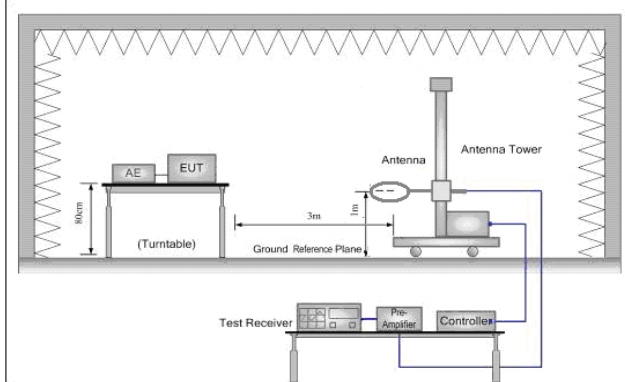 Antenna
Antenna Tower
AE
EUT
80cm
(Turntable)
3m
1m
Ground Reference Plane
Test Receiver
Pre-
Amplifier
Controller